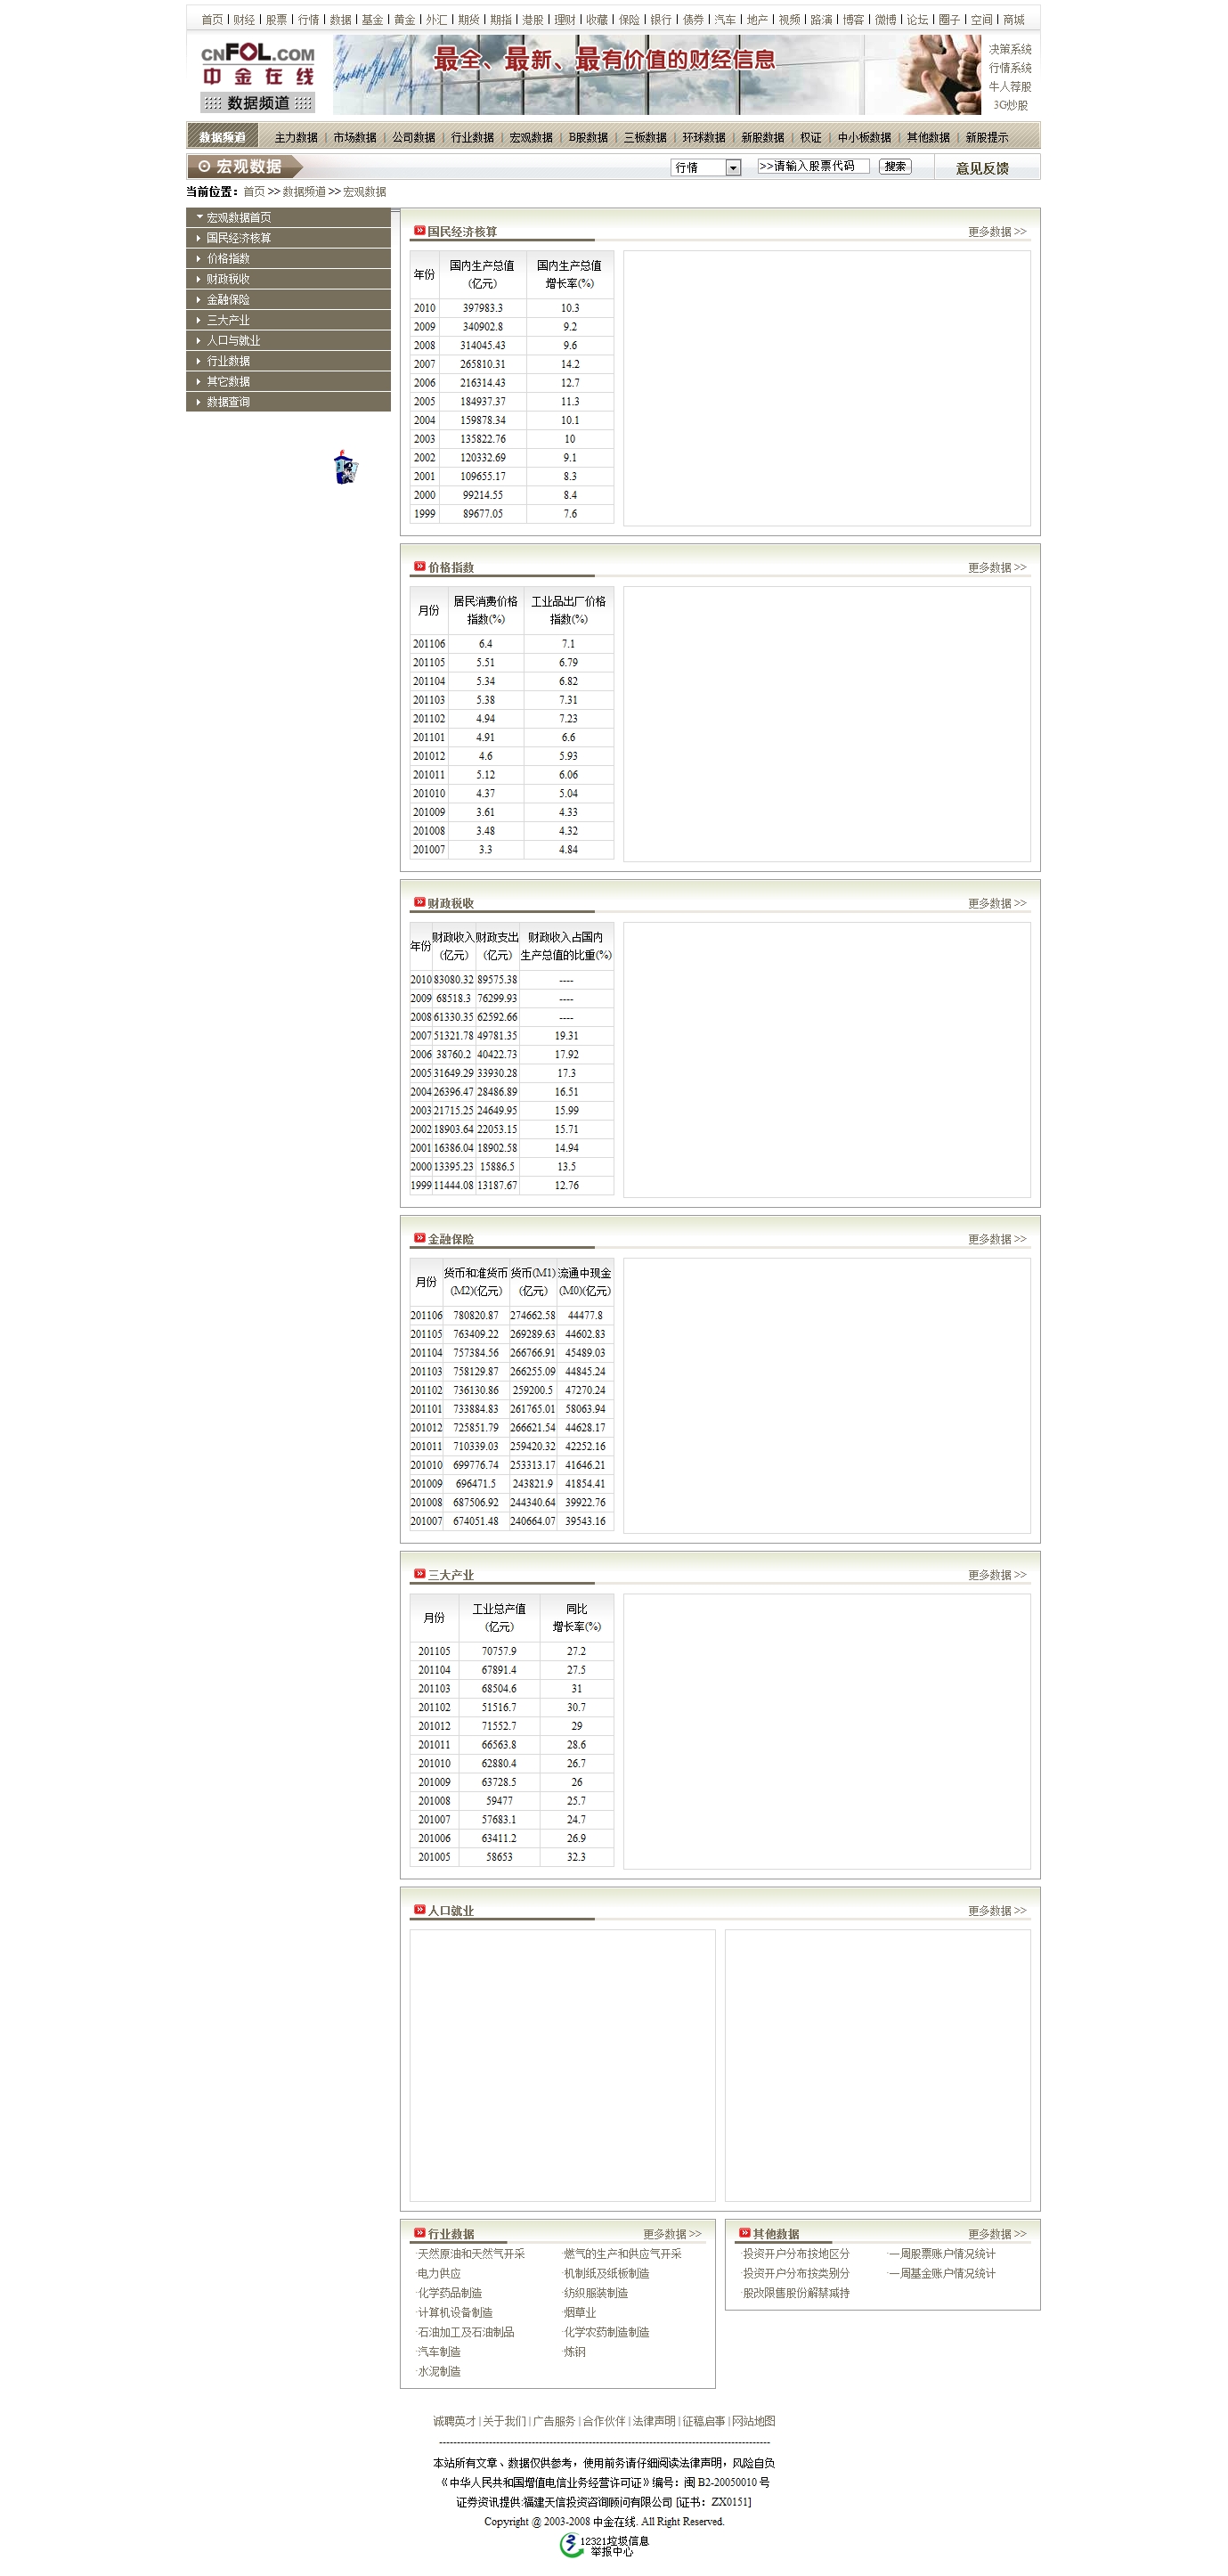 首页 | 财经 | 股票 | 行情 | 数据 | 基金 | 黄金 | 外汇 | 期货 | 期指 | 港股 | 理财 | 收藏 | 保险 | 银行 | 债券 | 汽车 | 地产 | 视频 | 路演 | 博客 | 微博 | 论坛 | 圈子 | 空间 | 商城
CNFOL.COM
中金在线
数据频道
最全、最新、最有价值的财经信息
决策系统
行情系统
牛人荐股
3G炒股
数据频道 主力数据 | 市场数据 | 公司数据 | 行业数据 | 宏观数据 | B股数据 | 三板数据 | 环球数据 | 新股数据 | 权证 | 中小板数据 | 其他数据 | 新股提示
宏观数据 行情 >>请输入股票代码 搜索 意见反馈
当前位置：首页 >> 数据频道 >> 宏观数据
宏观数据首页
国民经济核算
价格指数
财政税收
金融保险
三大产业
人口与就业
行业数据
其它数据
数据查询
国民经济核算 更多数据 >>
年份 国内生产总值(亿元) 国内生产总值增长率(%)
2010 397983.3 10.3
2009 340902.8 9.2
2008 314045.43 9.6
2007 265810.31 14.2
2006 216314.43 12.7
2005 184937.37 11.3
2004 159878.34 10.1
2003 135822.76 10
2002 120332.69 9.1
2001 109655.17 8.3
2000 99214.55 8.4
1999 89677.05 7.6
价格指数 更多数据 >>
月份 居民消费价格指数(%) 工业品出厂价格指数(%)
201106 6.4 7.1
201105 5.51 6.79
201104 5.34 6.82
201103 5.38 7.31
201102 4.94 7.23
201101 4.91 6.6
201012 4.6 5.93
201011 5.12 6.06
201010 4.37 5.04
201009 3.61 4.33
201008 3.48 4.32
201007 3.3 4.84
财政税收 更多数据 >>
年份 财政收入(亿元) 财政支出(亿元) 财政收入占国内生产总值的比重(%)
2010 83080.32 89575.38 ----
2009 68518.3 76299.93 ----
2008 61330.35 62592.66 ----
2007 51321.78 49781.35 19.31
2006 38760.2 40422.73 17.92
2005 31649.29 33930.28 17.3
2004 26396.47 28486.89 16.51
2003 21715.25 24649.95 15.99
2002 18903.64 22053.15 15.71
2001 16386.04 18902.58 14.94
2000 13395.23 15886.5 13.5
1999 11444.08 13187.67 12.76
金融保险 更多数据 >>
月份 货币和准货币(M2)(亿元) 货币(M1)(亿元) 流通中现金(M0)(亿元)
201106 780820.87 274662.58 44477.8
201105 763409.22 269289.63 44602.83
201104 757384.56 266766.91 45489.03
201103 758129.87 266255.09 44845.24
201102 736130.86 259200.5 47270.24
201101 733884.83 261765.01 58063.94
201012 725851.79 266621.54 44628.17
201011 710339.03 259420.32 42252.16
201010 699776.74 253313.17 41646.21
201009 696471.5 243821.9 41854.41
201008 687506.92 244340.64 39922.76
201007 674051.48 240664.07 39543.16
三大产业 更多数据 >>
月份 工业总产值(亿元) 同比增长率(%)
201105 70757.9 27.2
201104 67891.4 27.5
201103 68504.6 31
201102 51516.7 30.7
201012 71552.7 29
201011 66563.8 28.6
201010 62880.4 26.7
201009 63728.5 26
201008 59477 25.7
201007 57683.1 24.7
201006 63411.2 26.9
201005 58653 32.3
人口就业 更多数据 >>
行业数据 更多数据 >>
·天然原油和天然气开采 ·燃气的生产和供应气开采
·电力供应 ·机制纸及纸板制造
·化学药品制造 ·纺织服装制造
·计算机设备制造 ·烟草业
·石油加工及石油制品 ·化学农药制造制造
·汽车制造 ·炼钢
·水泥制造
其他数据 更多数据 >>
·投资开户分布按地区分 ·一周股票账户情况统计
·投资开户分布按类别分 ·一周基金账户情况统计
·股改限售股份解禁减持
诚聘英才 | 关于我们 | 广告服务 | 合作伙伴 | 法律声明 | 征稿启事 | 网站地图
本站所有文章、数据仅供参考，使用前务请仔细阅读法律声明，风险自负
《中华人民共和国增值电信业务经营许可证》编号：闽 B2-20050010 号
证券资讯提供:福建天信投资咨询顾问有限公司 [证书：ZX0151]
Copyright @ 2003-2008 中金在线. All Right Reserved.
12321垃圾信息
举报中心